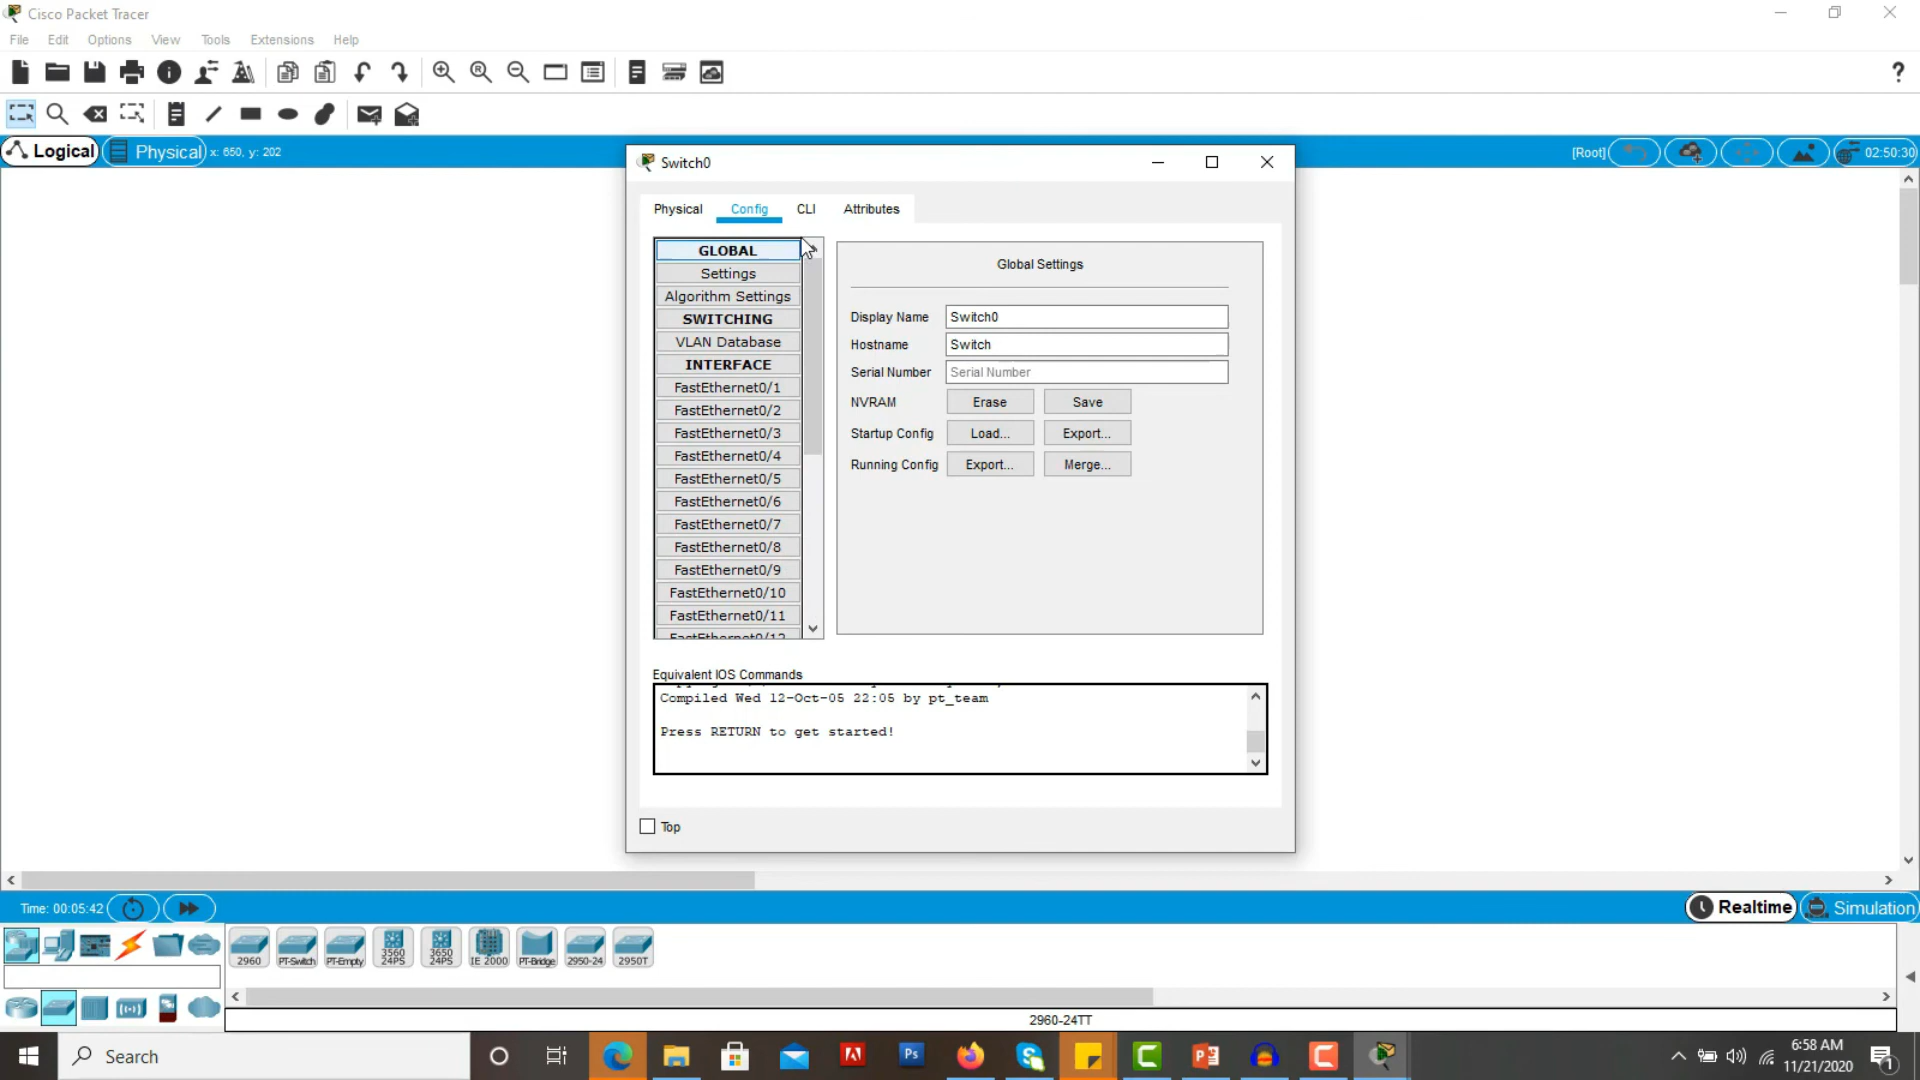 Cisco Packet Tracer
File Edit Options View Tools Extensions Help
?
Logical Physical x: 650, y: 202 [Root] 02:50:30
Switch0
Physical Config CLI Attributes
GLOBAL
Settings
Algorithm Settings
SWITCHING
VLAN Database
INTERFACE
FastEthernet0/1
FastEthernet0/2
FastEthernet0/3
FastEthernet0/4
FastEthernet0/5
FastEthernet0/6
FastEthernet0/7
FastEthernet0/8
FastEthernet0/9
FastEthernet0/10
FastEthernet0/11
FastEthernet0/12
Global Settings
Display Name Switch0
Hostname Switch
Serial Number Serial Number
NVRAM Erase Save
Startup Config Load... Export...
Running Config Export... Merge...
Equivalent IOS Commands
Compiled Wed 12-Oct-05 22:05 by pt_team
Press RETURN to get started!
Top
Time: 00:05:42 Realtime Simulation
2960 PT-Switch PT-Empty 3560 24PS 3650 24PS IE 2000 PT-Bridge 2950-24 2950T
2960-24TT
Search
6:58 AM
11/21/2020
1